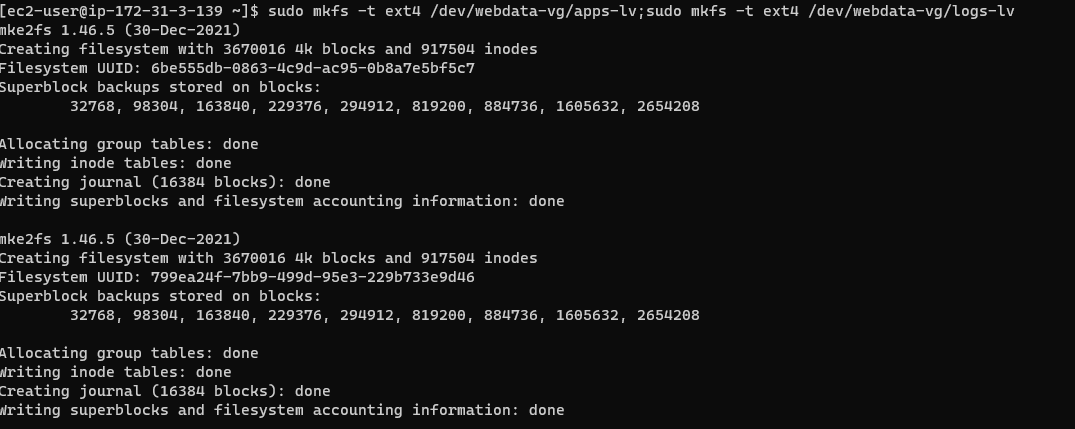 [ec2-user@ip-172-31-3-139 ~]$ sudo mkfs -t ext4 /dev/webdata-vg/apps-lv;sudo mkfs -t ext4 /dev/webdata-vg/logs-lv
mke2fs 1.46.5 (30-Dec-2021)
Creating filesystem with 3670016 4k blocks and 917504 inodes
Filesystem UUID: 6be555db-0863-4c9d-ac95-0b8a7e5bf5c7
Superblock backups stored on blocks:
32768, 98304, 163840, 229376, 294912, 819200, 884736, 1605632, 2654208
Allocating group tables: done
Writing inode tables: done
Creating journal (16384 blocks): done
Writing superblocks and filesystem accounting information: done
mke2fs 1.46.5 (30-Dec-2021)
Creating filesystem with 3670016 4k blocks and 917504 inodes
Filesystem UUID: 799ea24f-7bb9-499d-95e3-229b733e9d46
Superblock backups stored on blocks:
32768, 98304, 163840, 229376, 294912, 819200, 884736, 1605632, 2654208
Allocating group tables: done
Writing inode tables: done
Creating journal (16384 blocks): done
Writing superblocks and filesystem accounting information: done